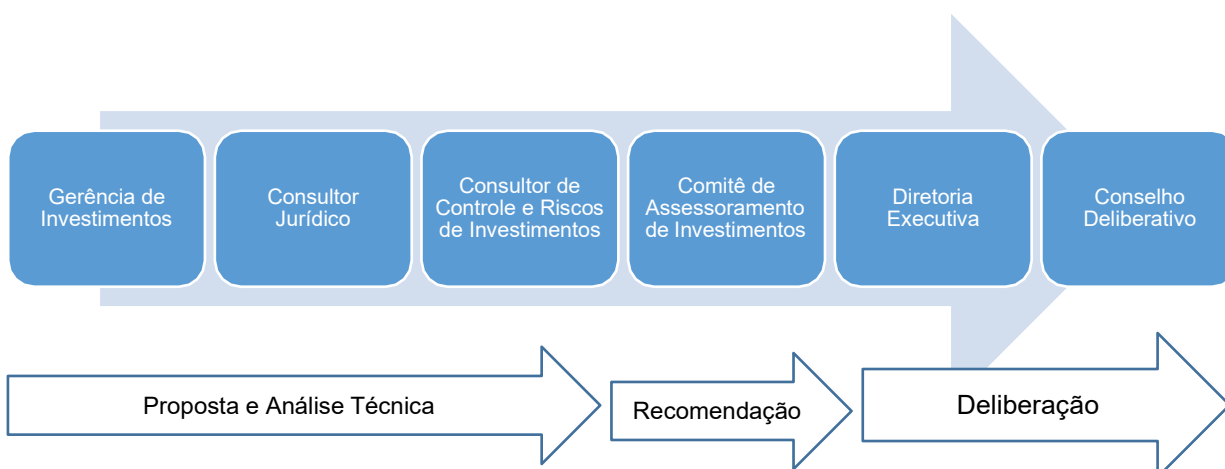 Gerência de
Investimentos
Consultor
Jurídico
Consultor de
Controle e Riscos
de Investimentos
Comitê de
Assessoramento
de Investimentos
Diretoria
Executiva
Conselho
Deliberativo
Proposta e Análise Técnica
Recomendação
Deliberação